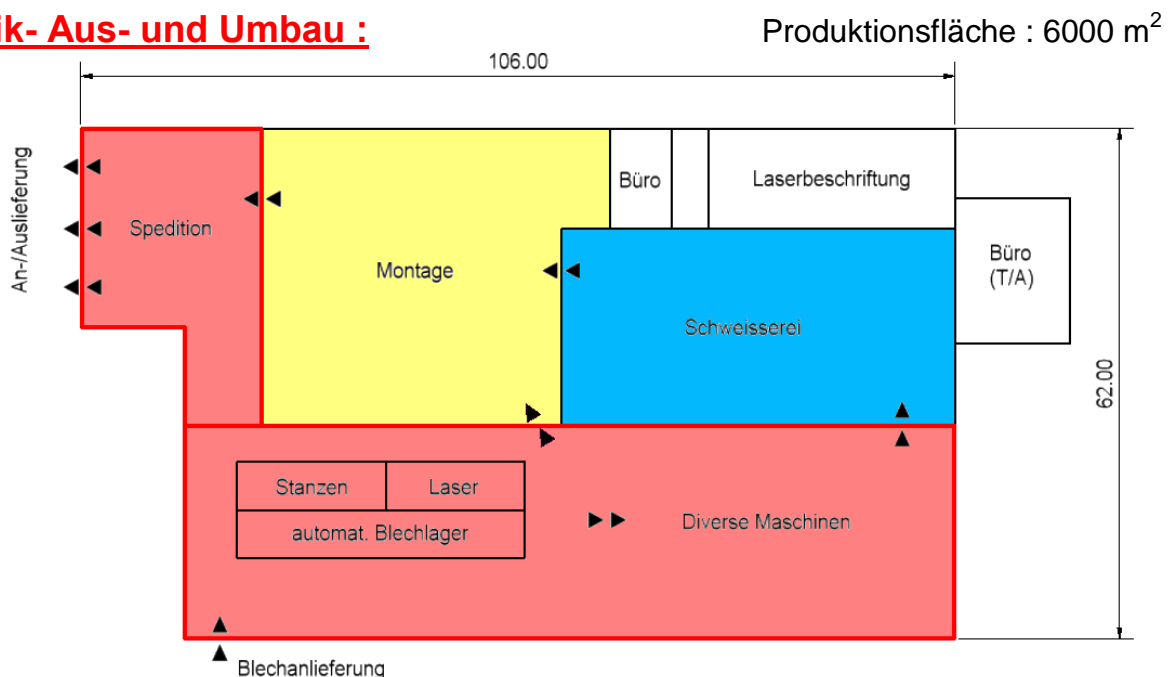 ik- Aus- und Umbau :
Produktionsfläche : 6000 m²
106.00
An-/Auslieferung
Spedition
Montage
Büro
Laserbeschriftung
Büro
(T/A)
Schweisserei
62.00
Stanzen
Laser
automat. Blechlager
Diverse Maschinen
Blechanlieferung